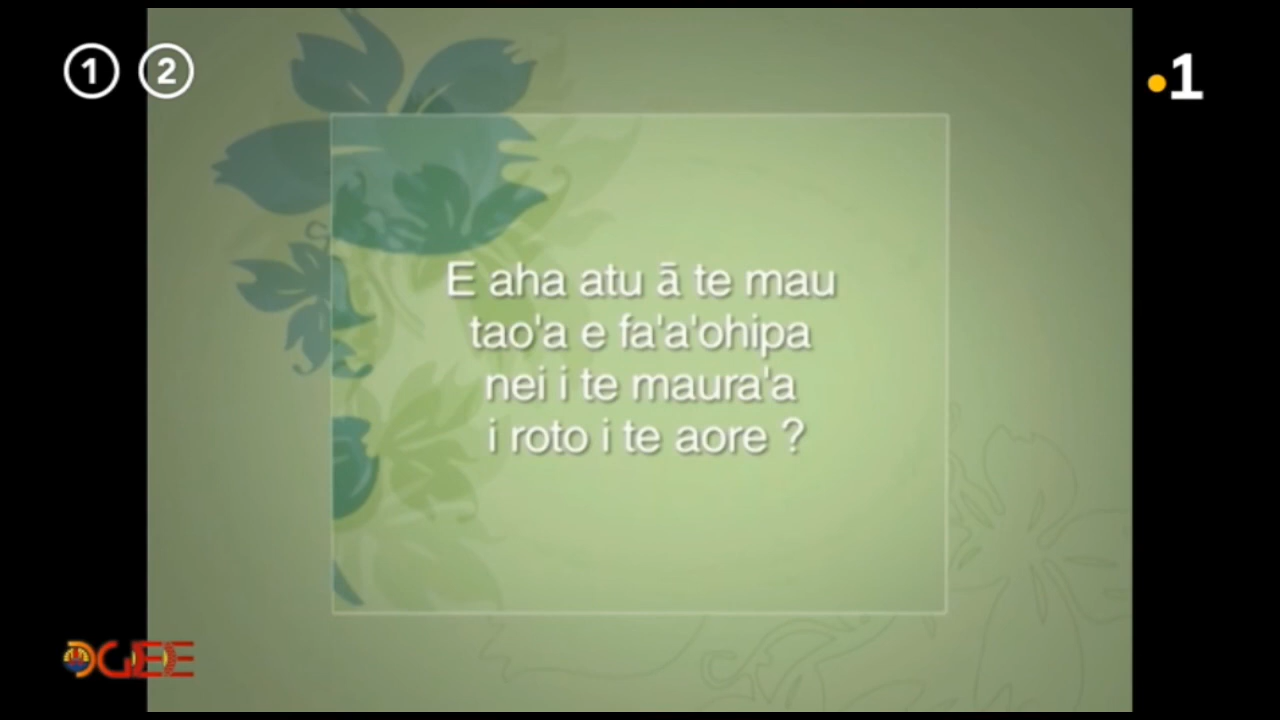 1 2
1
E aha atu ā te mau
tao'a e fa'a'ohipa
nei i te maura'a
i roto i te aore ?
DGEE